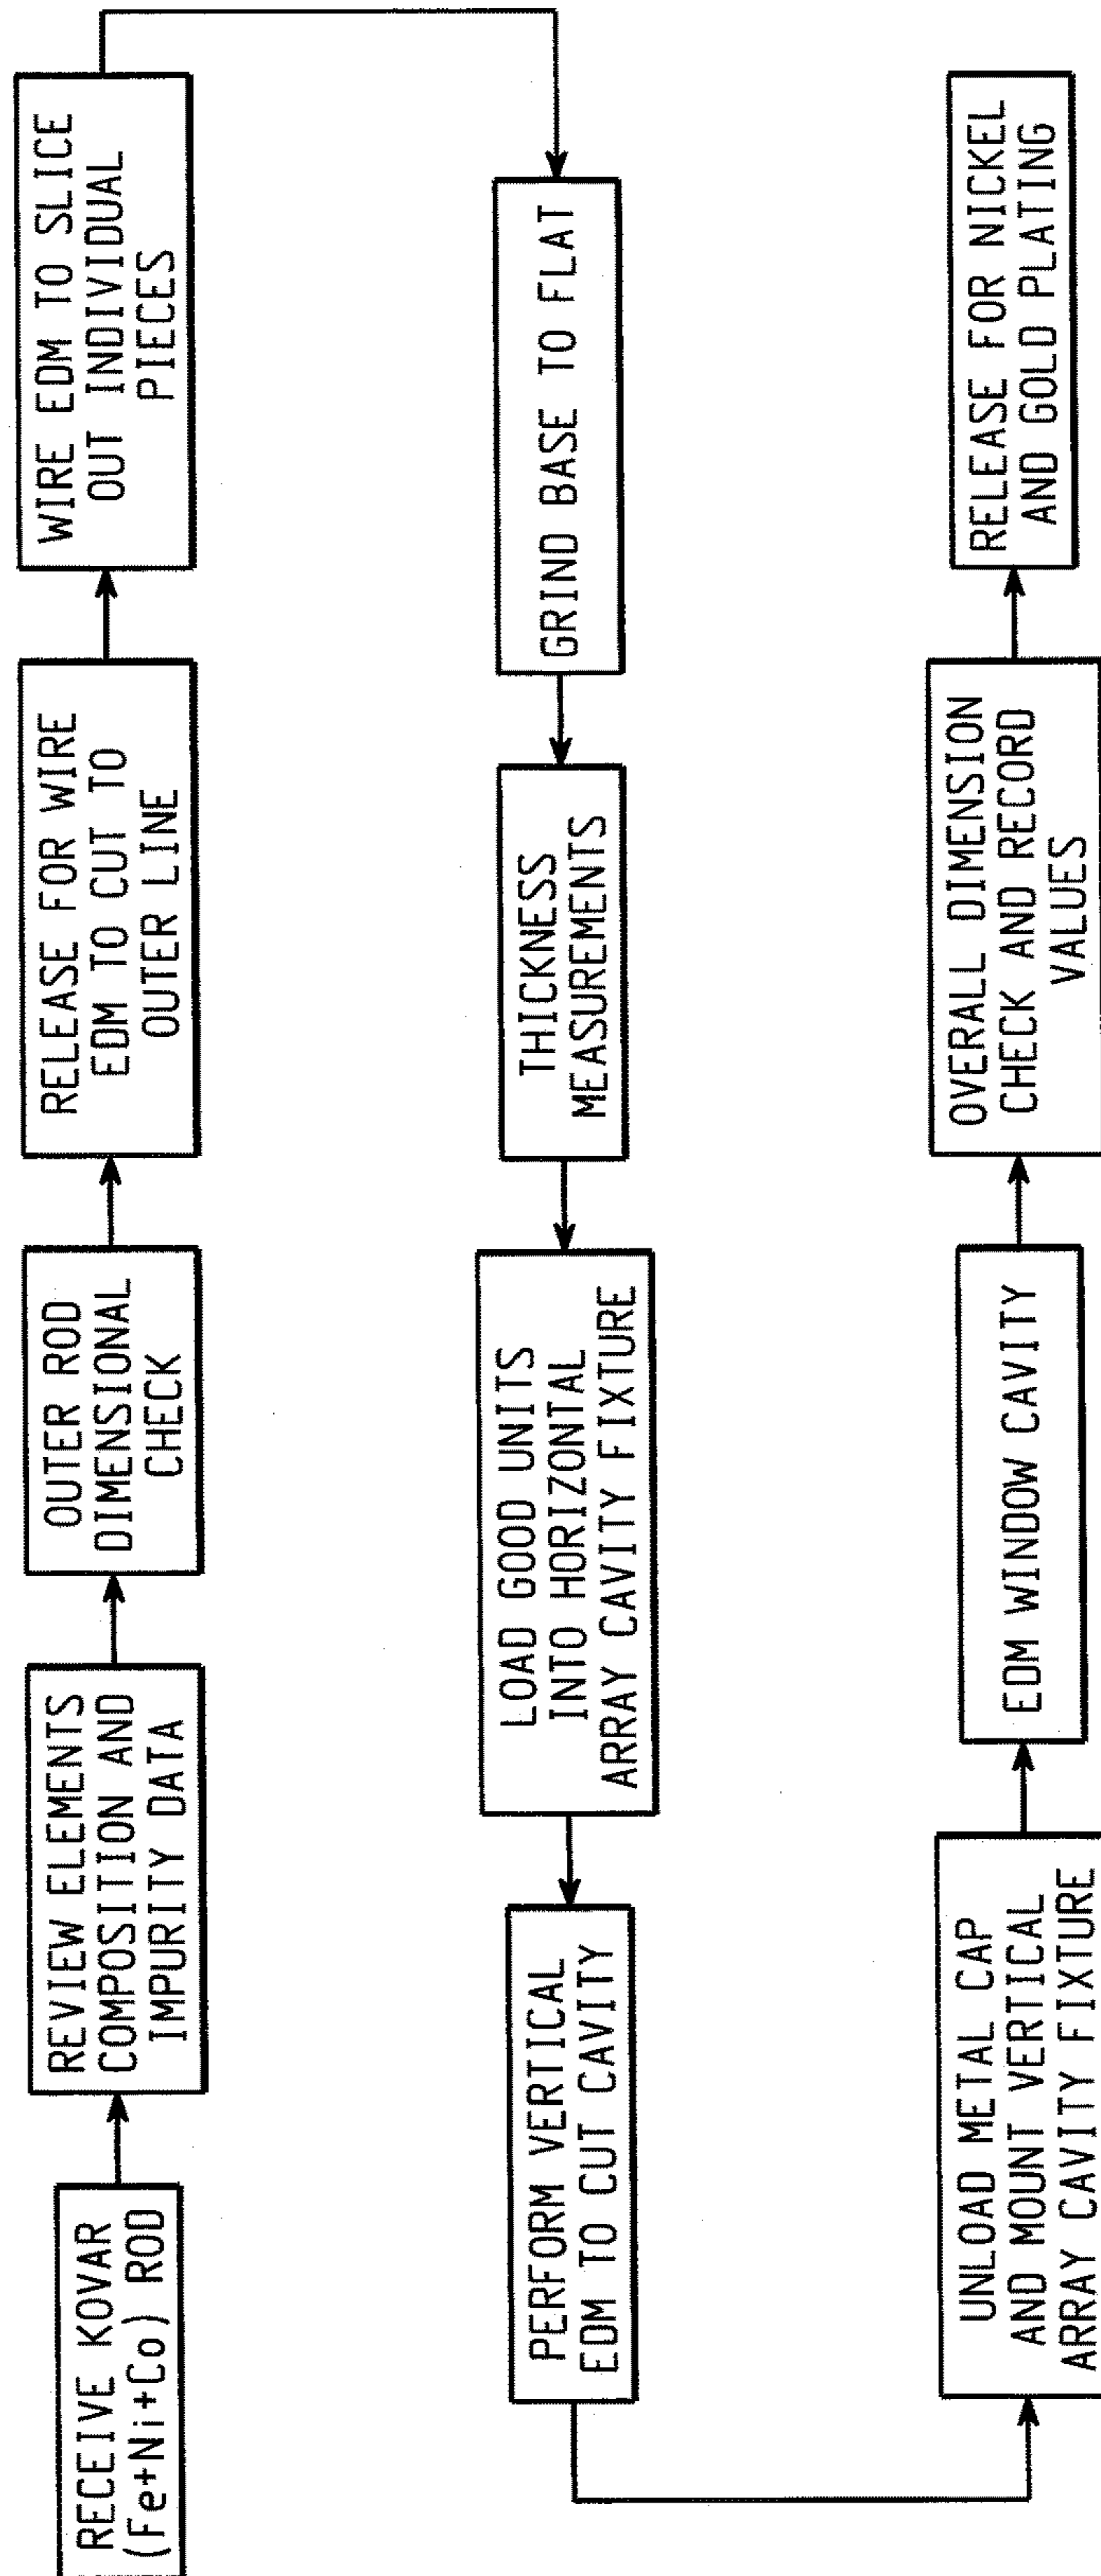 RECEIVE KOVAR
(Fe+Ni+Co) ROD
REVIEW ELEMENTS
COMPOSITION AND
IMPURITY DATA
OUTER ROD
DIMENSIONAL
CHECK
RELEASE FOR WIRE
EDM TO CUT TO
OUTER LINE
WIRE EDM TO SLICE
OUT INDIVIDUAL
PIECES
GRIND BASE TO FLAT
THICKNESS
MEASUREMENTS
LOAD GOOD UNITS
INTO HORIZONTAL
ARRAY CAVITY FIXTURE
PERFORM VERTICAL
EDM TO CUT CAVITY
UNLOAD METAL CAP
AND MOUNT VERTICAL
ARRAY CAVITY FIXTURE
EDM WINDOW CAVITY
OVERALL DIMENSION
CHECK AND RECORD
VALUES
RELEASE FOR NICKEL
AND GOLD PLATING